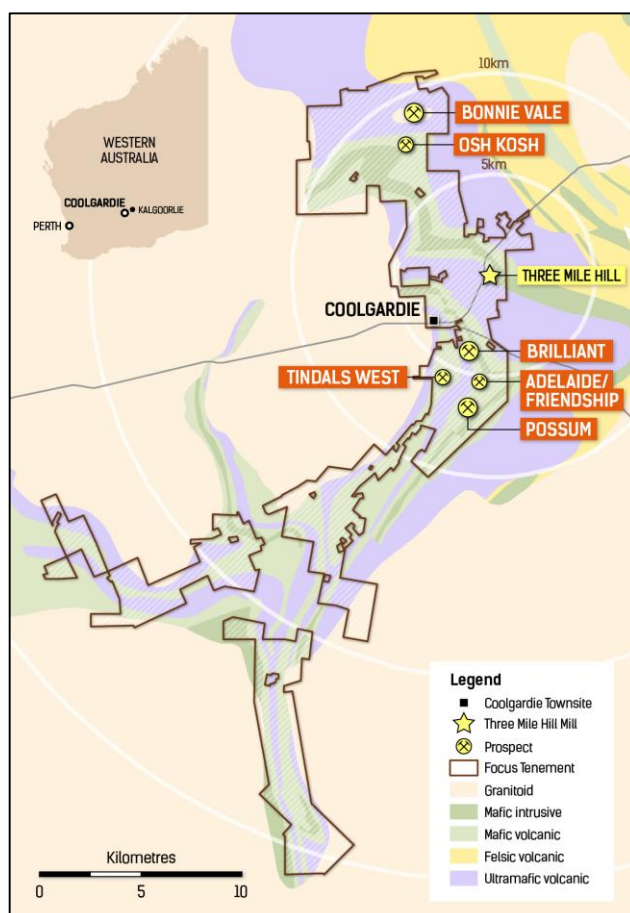 10km
BONNIE VALE
OSH KOSH
5km
WESTERN
AUSTRALIA
COOLGARDIE
KALGOORLIE
PERTH
THREE MILE HILL
COOLGARDIE
BRILLIANT
TINDALS WEST
ADELAIDE/
FRIENDSHIP
POSSUM
Legend
Coolgardie Townsite
Three Mile Hill Mill
Prospect
Focus Tenement
Granitoid
Mafic intrusive
Mafic volcanic
Felsic volcanic
Ultramafic volcanic
Kilometres
0 5 10